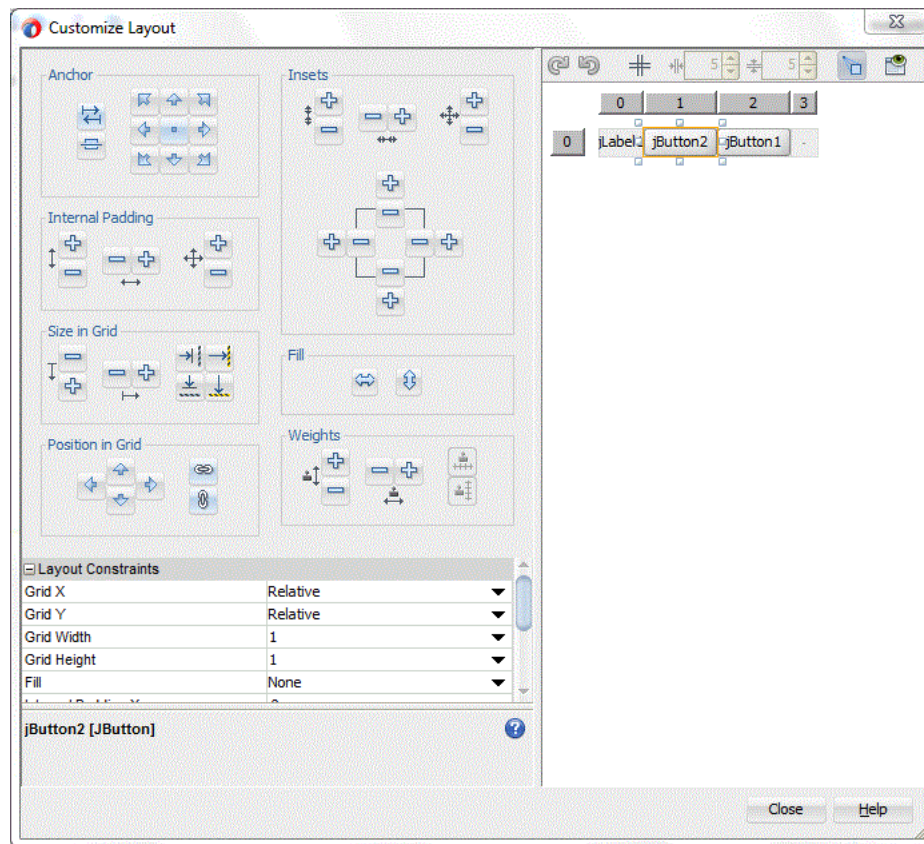 Customize Layout
Anchor
Insets
Internal Padding
Size in Grid
Fill
Position in Grid
Weights
Layout Constraints
Grid X Relative
Grid Y Relative
Grid Width 1
Grid Height 1
Fill None
jButton2 [JButton]
5 5
0 1 2 3
0 jLabel2 jButton2 jButton1 -
Close Help